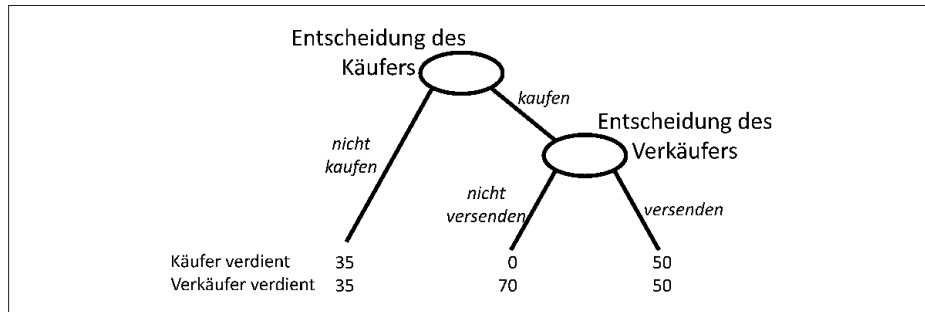 Entscheidung des
Käufers
kaufen
Entscheidung des
Verkäufers
nicht
kaufen
nicht
versenden
versenden
Käufer verdient 35 0 50
Verkäufer verdient 35 70 50